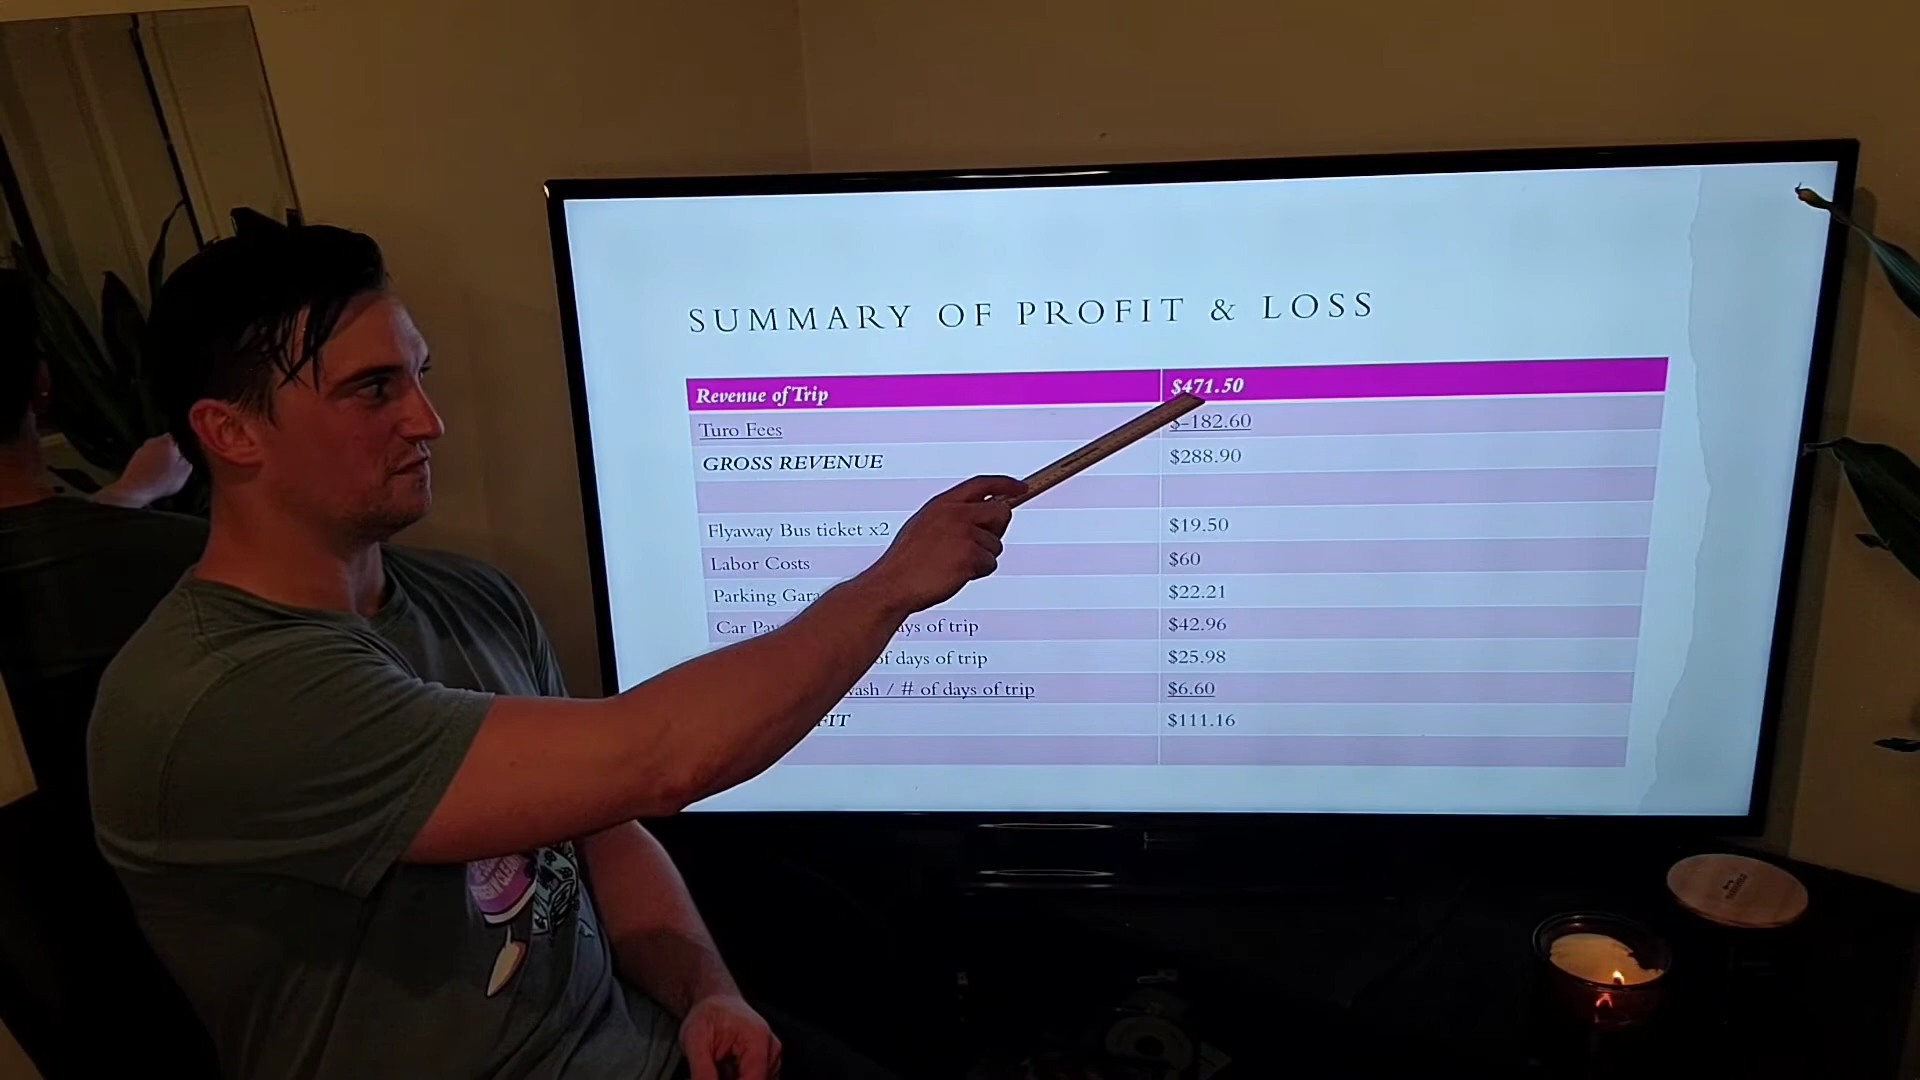 SUMMARY OF PROFIT & LOSS
Revenue of Trip $471.50
Turo Fees $-182.60
GROSS REVENUE $288.90
Flyaway Bus ticket x2 $19.50
Labor Costs $60
Parking Gara $22.21
Car Pay ays of trip $42.96
of days of trip $25.98
wash / # of days of trip $6.60
FIT $111.16